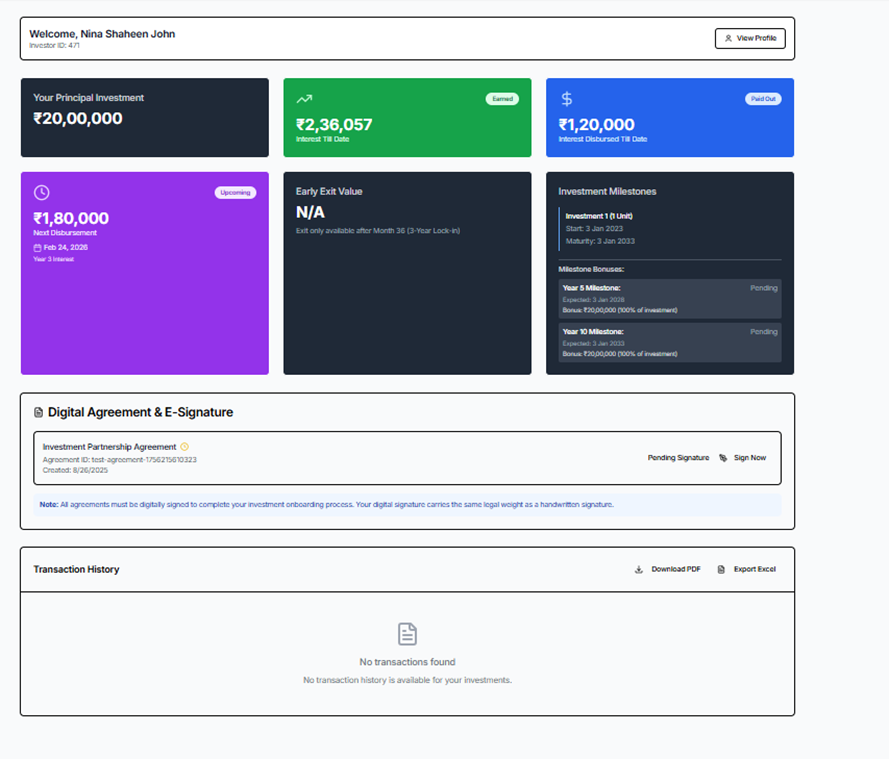 Welcome, Nina Shaheen John
Investor ID: 471
View Profile
Your Principal Investment
₹20,00,000
Earned
₹2,36,057
Interest Till Date
Paid Out
₹1,20,000
Interest Disbursed Till Date
Upcoming
₹1,80,000
Next Disbursement
Feb 24, 2026
Year 3 Interest
Early Exit Value
N/A
Exit only available after Month 36 (3-Year Lock-in)
Investment Milestones
Investment 1 (1 Unit)
Start: 3 Jan 2023
Maturity: 3 Jan 2033
Milestone Bonuses:
Year 5 Milestone:
Pending
Expected: 3 Jan 2028
Bonus: ₹20,00,000 (100% of investment)
Year 10 Milestone:
Pending
Expected: 3 Jan 2033
Bonus: ₹20,00,000 (100% of investment)
Digital Agreement & E-Signature
Investment Partnership Agreement
Agreement ID: test-agreement-1756215610323
Created: 8/26/2025
Pending Signature
Sign Now
Note: All agreements must be digitally signed to complete your investment onboarding process. Your digital signature carries the same legal weight as a handwritten signature.
Transaction History
Download PDF
Export Excel
No transactions found
No transaction history is available for your investments.